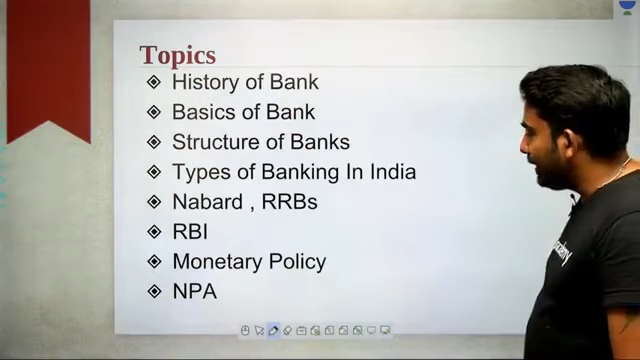 Topics
History of Bank
Basics of Bank
Structure of Banks
Types of Banking In India
Nabard , RRBs
RBI
Monetary Policy
NPA